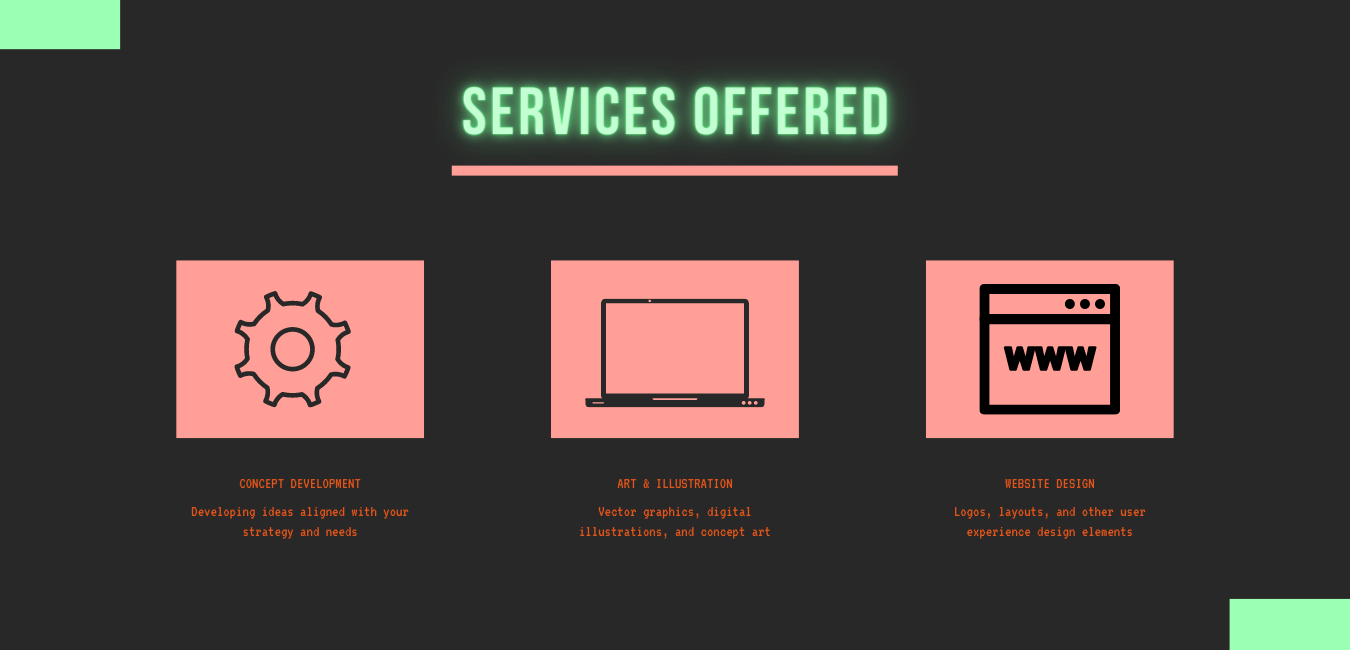 SERVICES OFFERED
WWW
CONCEPT DEVELOPMENT
Developing ideas aligned with your
strategy and needs
ART & ILLUSTRATION
Vector graphics, digital
illustrations, and concept art
WEBSITE DESIGN
Logos, layouts, and other user
experience design elements